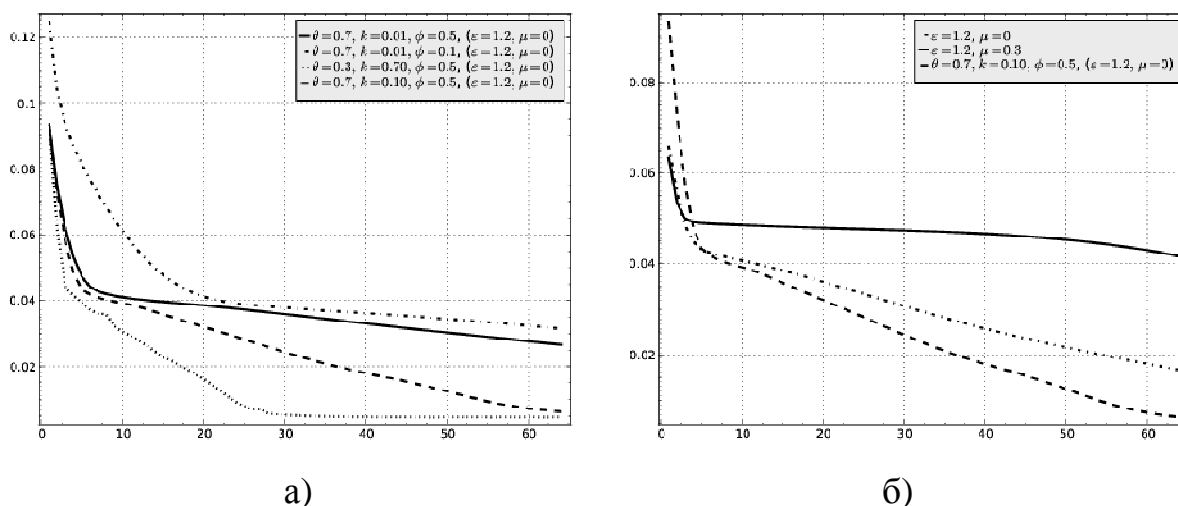 0.12
0.1
0.08
0.06
0.04
0.02
0 10 20 30 40 50 60
θ=0.7, k=0.01, ϕ=0.5, (ε=1.2, μ=0)
θ=0.7, k=0.01, ϕ=0.1, (ε=1.2, μ=0)
θ=0.3, k=0.70, ϕ=0.5, (ε=1.2, μ=0)
θ=0.7, k=0.10, ϕ=0.5, (ε=1.2, μ=0)
а)
0.08
0.06
0.04
0.02
0 10 20 30 40 50 60
ε=1.2, μ=0
ε=1.2, μ=0.3
θ=0.7, k=0.10, ϕ=0.5, (ε=1.2, μ=0)
б)